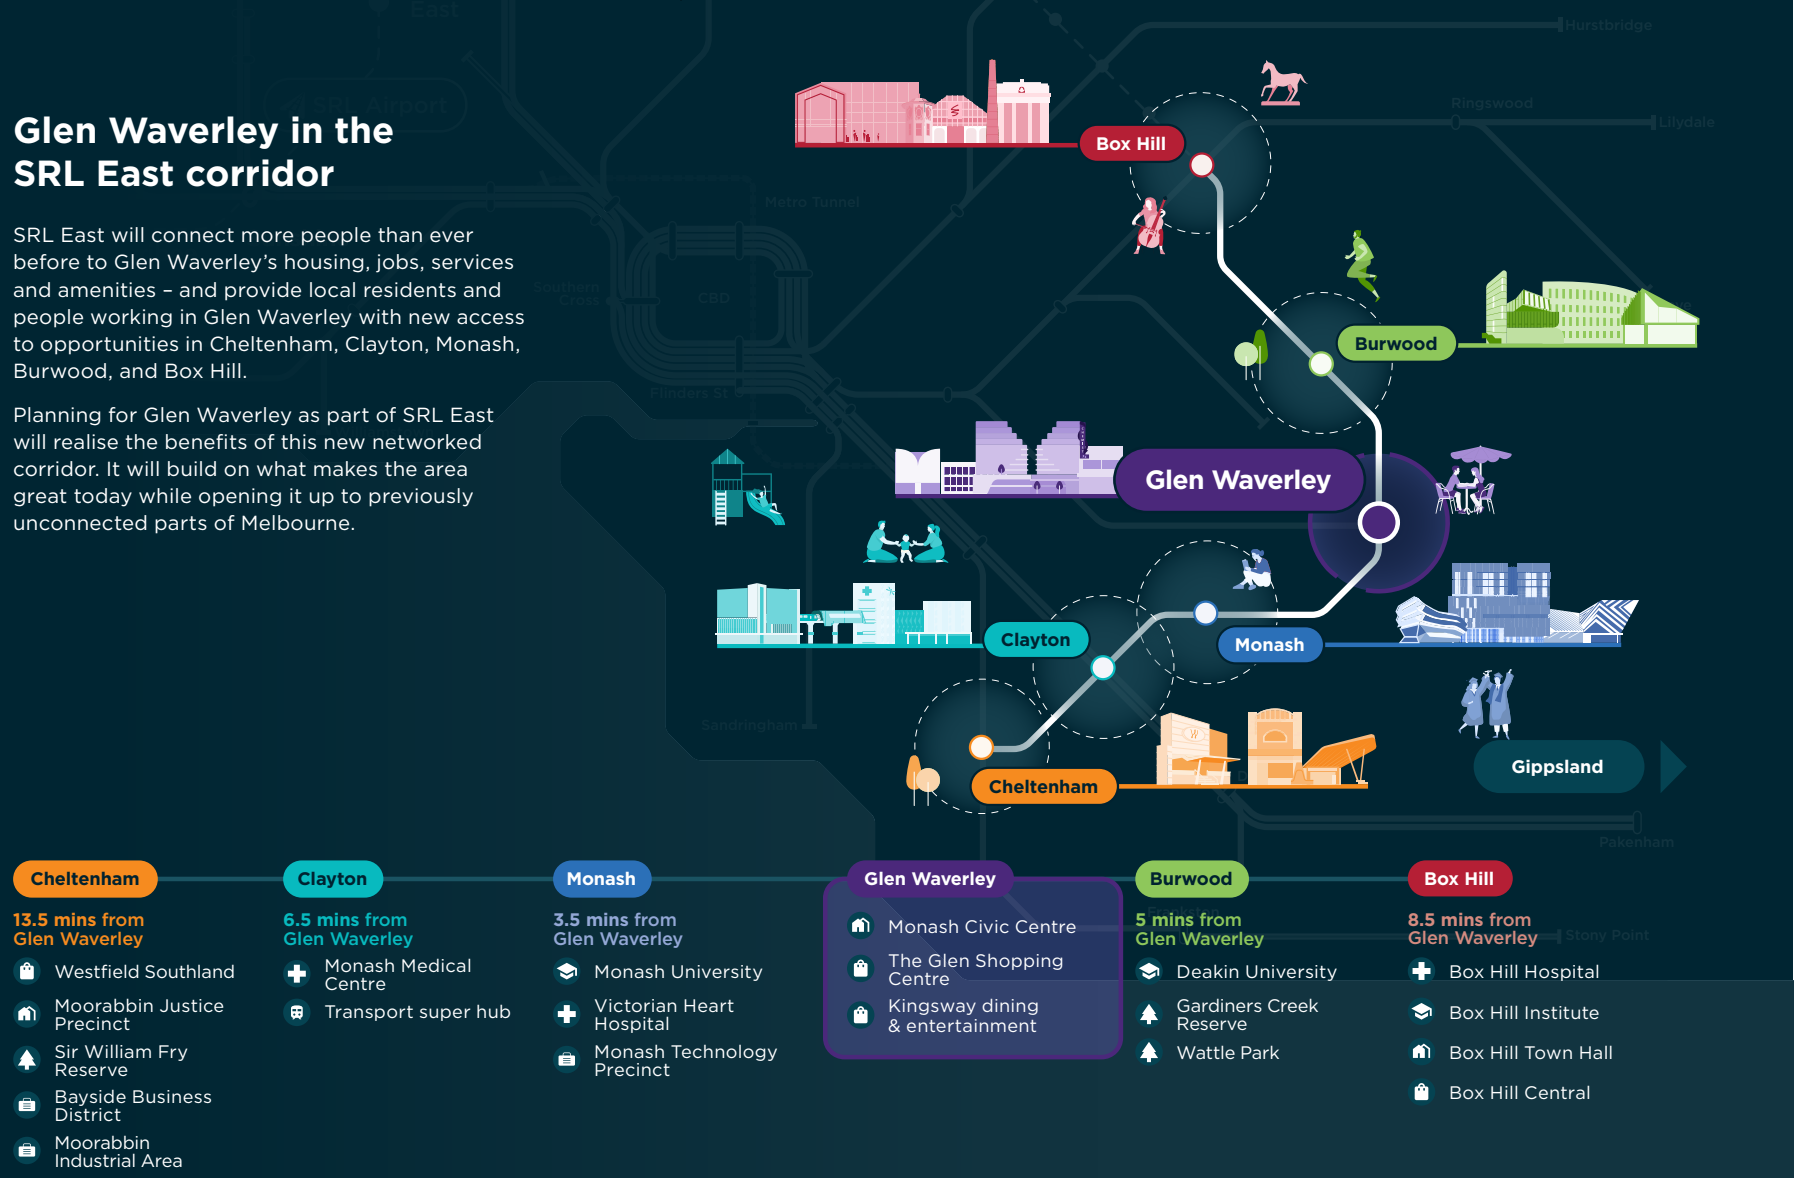 East
SRL Airport
Hurstbridge
Ringswood
Lilydale
Glen Waverley in the
SRL East corridor
SRL East will connect more people than ever
before to Glen Waverley's housing, jobs, services
and amenities – and provide local residents and
people working in Glen Waverley with new access
to opportunities in Cheltenham, Clayton, Monash,
Burwood, and Box Hill.
Planning for Glen Waverley as part of SRL East
will realise the benefits of this new networked
corridor. It will build on what makes the area
great today while opening it up to previously
unconnected parts of Melbourne.
Metro Tunnel
Southern
Cross
CBD
Flinders St
Sandringham
Box Hill
Burwood
Glen Waverley
Monash
Clayton
Cheltenham
Gippsland
Pakenham
Frankston
Stony Point
Cheltenham
13.5 mins from
Glen Waverley
Westfield Southland
Moorabbin Justice
Precinct
Sir William Fry
Reserve
Bayside Business
District
Moorabbin
Industrial Area
Clayton
6.5 mins from
Glen Waverley
Monash Medical
Centre
Transport super hub
Monash
3.5 mins from
Glen Waverley
Monash University
Victorian Heart
Hospital
Monash Technology
Precinct
Glen Waverley
Monash Civic Centre
The Glen Shopping
Centre
Kingsway dining
& entertainment
Burwood
5 mins from
Glen Waverley
Deakin University
Gardiners Creek
Reserve
Wattle Park
Box Hill
8.5 mins from
Glen Waverley
Box Hill Hospital
Box Hill Institute
Box Hill Town Hall
Box Hill Central